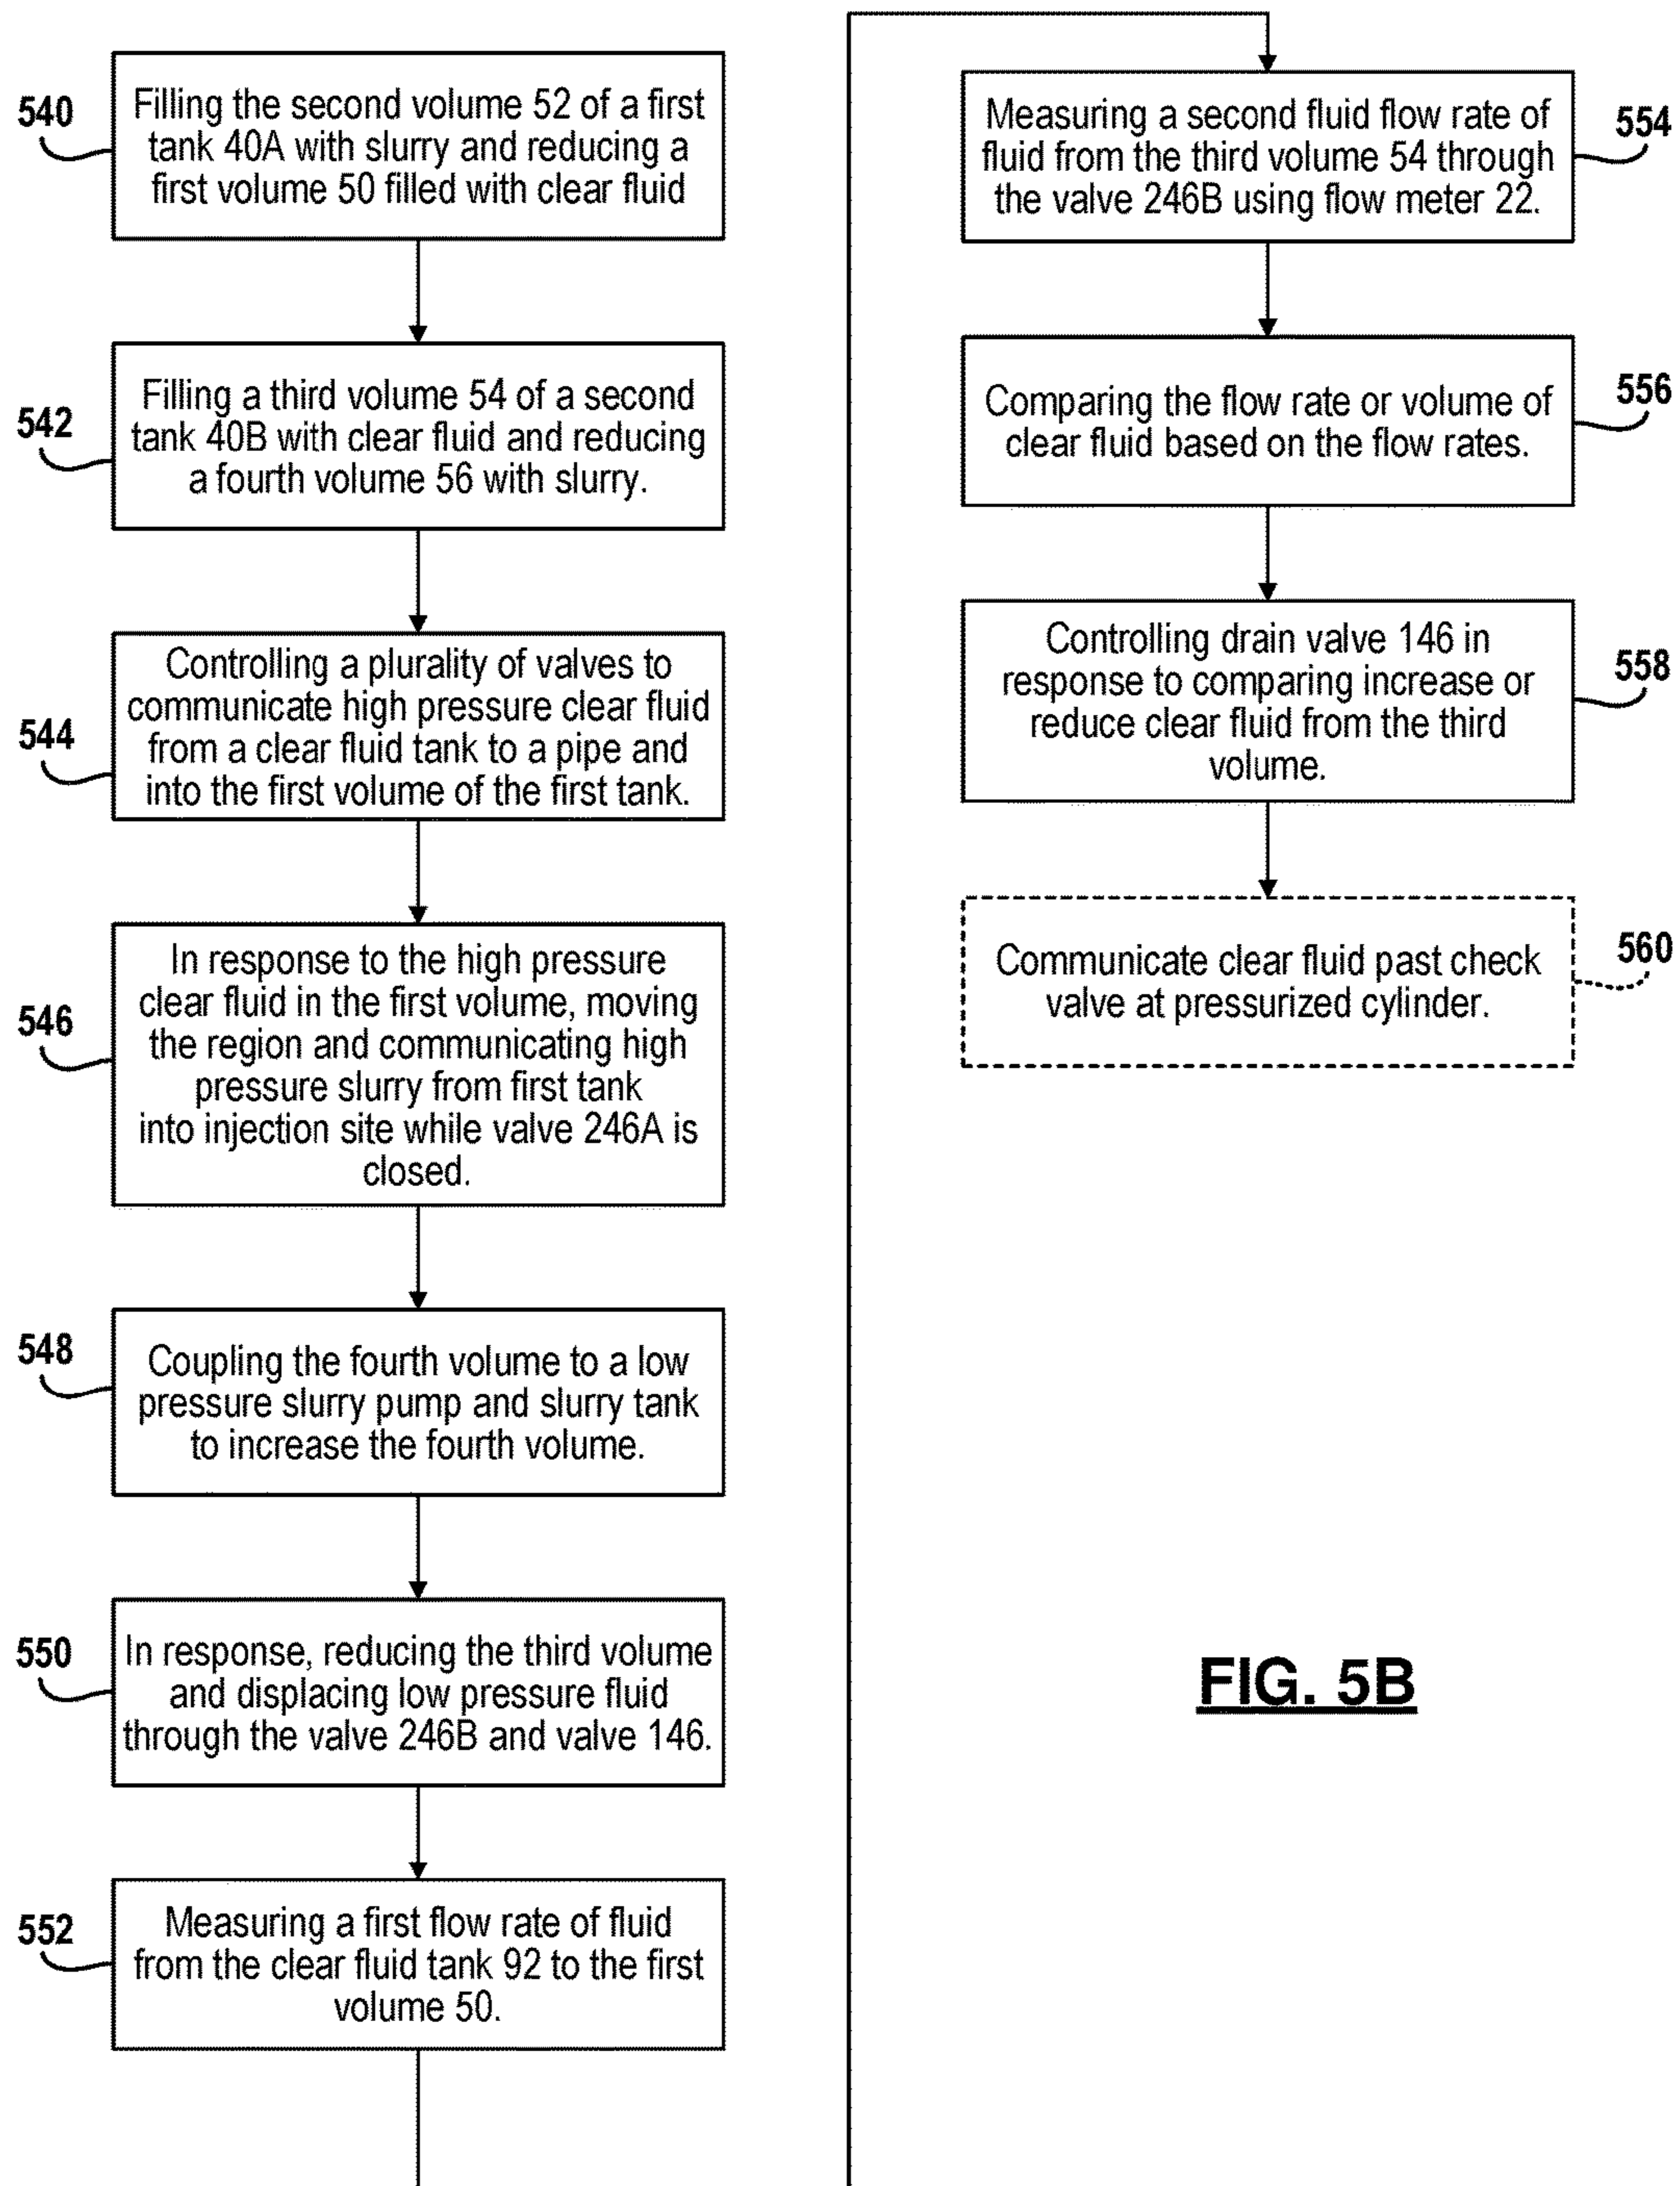 540
Filling the second volume 52 of a first
tank 40A with slurry and reducing a
first volume 50 filled with clear fluid
542
Filling a third volume 54 of a second
tank 40B with clear fluid and reducing
a fourth volume 56 with slurry.
544
Controlling a plurality of valves to
communicate high pressure clear fluid
from a clear fluid tank to a pipe and
into the first volume of the first tank.
546
In response to the high pressure
clear fluid in the first volume, moving
the region and communicating high
pressure slurry from first tank
into injection site while valve 246A is
closed.
548
Coupling the fourth volume to a low
pressure slurry pump and slurry tank
to increase the fourth volume.
550
In response, reducing the third volume
and displacing low pressure fluid
through the valve 246B and valve 146.
552
Measuring a first flow rate of fluid
from the clear fluid tank 92 to the first
volume 50.
554
Measuring a second fluid flow rate of
fluid from the third volume 54 through
the valve 246B using flow meter 22.
556
Comparing the flow rate or volume of
clear fluid based on the flow rates.
558
Controlling drain valve 146 in
response to comparing increase or
reduce clear fluid from the third
volume.
560
Communicate clear fluid past check
valve at pressurized cylinder.
FIG. 5B